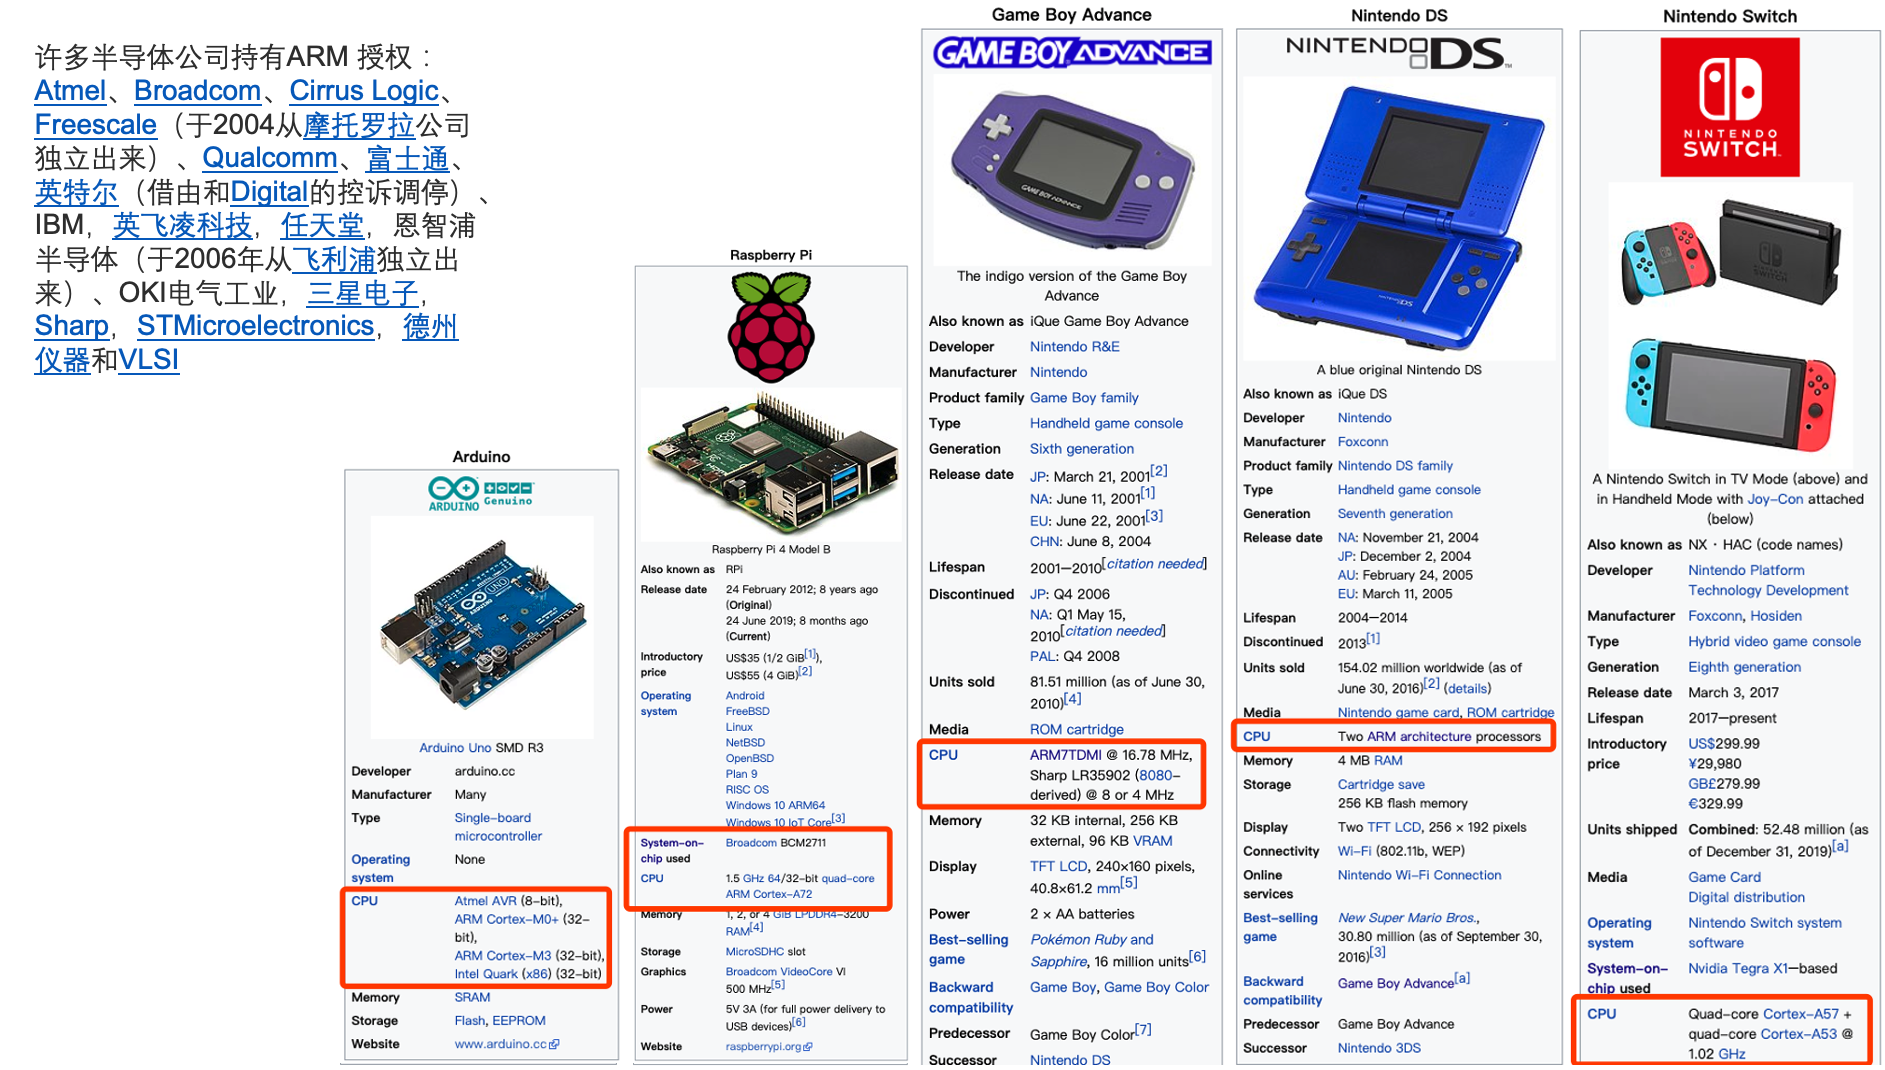 许多半导体公司持有ARM 授权：
Atmel、Broadcom、Cirrus Logic、
Freescale（于2004从摩托罗拉公司
独立出来）、Qualcomm、富士通、
英特尔（借由和Digital的控诉调停）、
IBM，英飞凌科技，任天堂，恩智浦
半导体（于2006年从飞利浦独立出
来）、OKI电气工业，三星电子，
Sharp，STMicroelectronics，德州
仪器和VLSI
Arduino
ARDUINO Genuino
Arduino Uno SMD R3
Developer arduino.cc
Manufacturer Many
Type Single-board
microcontroller
Operating None
system
CPU Atmel AVR (8-bit),
ARM Cortex-M0+ (32-
bit),
ARM Cortex-M3 (32-bit),
Intel Quark (x86) (32-bit)
Memory SRAM
Storage Flash, EEPROM
Website www.arduino.cc
Raspberry Pi
Raspberry Pi 4 Model B
Also known as RPi
Release date 24 February 2012; 8 years ago
(Original)
24 June 2019; 8 months ago
(Current)
Introductory US$35 (1/2 GiB[1]),
price US$55 (4 GiB)[2]
Operating Android
system FreeBSD
Linux
NetBSD
OpenBSD
Plan 9
RISC OS
Windows 10 ARM64
Windows 10 IoT Core[3]
System-on- Broadcom BCM2711
chip used
CPU 1.5 GHz 64/32-bit quad-core
ARM Cortex-A72
Memory 1, 2, or 4 GiB LPDDR4-3200
RAM[4]
Storage MicroSDHC slot
Graphics Broadcom VideoCore VI
500 MHz[5]
Power 5V 3A (for full power delivery to
USB devices)[6]
Website raspberrypi.org
Game Boy Advance
GAME BOY ADVANCE
GAME BOY ADVANCE
The indigo version of the Game Boy
Advance
Also known as iQue Game Boy Advance
Developer Nintendo R&E
Manufacturer Nintendo
Product family Game Boy family
Type Handheld game console
Generation Sixth generation
Release date JP: March 21, 2001[2]
NA: June 11, 2001[1]
EU: June 22, 2001[3]
CHN: June 8, 2004
Lifespan 2001–2010[citation needed]
Discontinued JP: Q4 2006
NA: Q1 May 15,
2010[citation needed]
PAL: Q4 2008
Units sold 81.51 million (as of June 30,
2010)[4]
Media ROM cartridge
CPU ARM7TDMI @ 16.78 MHz,
Sharp LR35902 (8080-
derived) @ 8 or 4 MHz
Memory 32 KB internal, 256 KB
external, 96 KB VRAM
Display TFT LCD, 240×160 pixels,
40.8×61.2 mm[5]
Power 2 × AA batteries
Best-selling Pokémon Ruby and
game Sapphire, 16 million units[6]
Backward Game Boy, Game Boy Color
compatibility
Predecessor Game Boy Color[7]
Successor Nintendo DS
Nintendo DS
NINTENDO DS™
NINTENDO DS
A blue original Nintendo DS
Also known as iQue DS
Developer Nintendo
Manufacturer Foxconn
Product family Nintendo DS family
Type Handheld game console
Generation Seventh generation
Release date NA: November 21, 2004
JP: December 2, 2004
AU: February 24, 2005
EU: March 11, 2005
Lifespan 2004–2014
Discontinued 2013[1]
Units sold 154.02 million worldwide (as of
June 30, 2016)[2] (details)
Media Nintendo game card, ROM cartridge
CPU Two ARM architecture processors
Memory 4 MB RAM
Storage Cartridge save
256 KB flash memory
Display Two TFT LCD, 256 × 192 pixels
Connectivity Wi-Fi (802.11b, WEP)
Online Nintendo Wi-Fi Connection
services
Best-selling New Super Mario Bros.,
game 30.80 million (as of September 30,
2016)[3]
Backward Game Boy Advance[a]
compatibility
Predecessor Game Boy Advance
Successor Nintendo 3DS
Nintendo Switch
NINTENDO
SWITCH™
A Nintendo Switch in TV Mode (above) and
in Handheld Mode with Joy-Con attached
(below)
Also known as NX · HAC (code names)
Developer Nintendo Platform
Technology Development
Manufacturer Foxconn, Hosiden
Type Hybrid video game console
Generation Eighth generation
Release date March 3, 2017
Lifespan 2017–present
Introductory US$299.99
price ¥29,980
GB£279.99
€329.99
Units shipped Combined: 52.48 million (as
of December 31, 2019)[a]
Media Game Card
Digital distribution
Operating Nintendo Switch system
system software
System-on- Nvidia Tegra X1–based
chip used
CPU Quad-core Cortex-A57 +
quad-core Cortex-A53 @
1.02 GHz